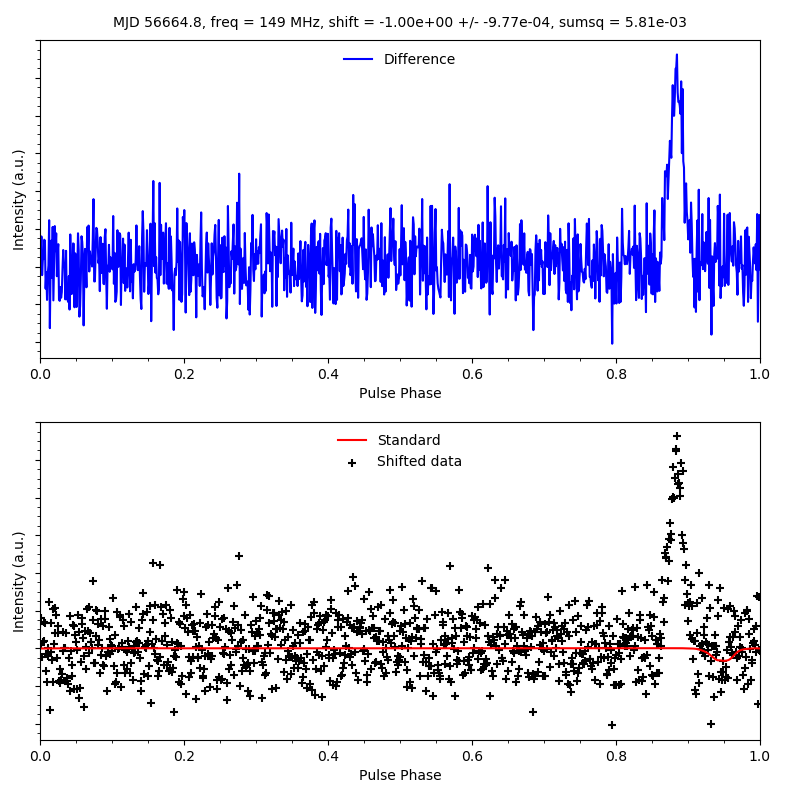 MJD 56664.8, freq = 149 MHz, shift = -1.00e+00 +/- -9.77e-04, sumsq = 5.81e-03
Difference
Intensity (a.u.)
0.0 0.2 0.4 0.6 0.8 1.0
Pulse Phase
Standard
Shifted data
Intensity (a.u.)
0.0 0.2 0.4 0.6 0.8 1.0
Pulse Phase